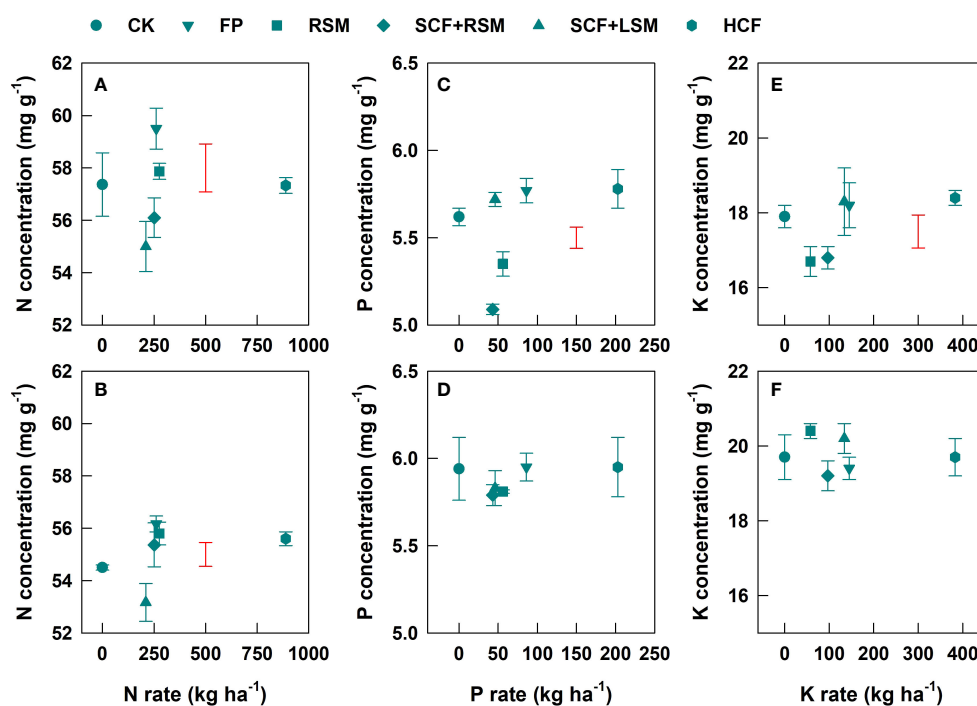 CK FP RSM SCF+RSM SCF+LSM HCF
A
62
60
58
56
54
52
N concentration (mg g⁻¹)
0 250 500 750 1000
C
6.5
6.0
5.5
5.0
P concentration (mg g⁻¹)
0 50 100 150 200 250
E
22
20
18
16
K concentration (mg g⁻¹)
0 100 200 300 400
B
62
60
58
56
54
52
N concentration (mg g⁻¹)
0 250 500 750 1000
N rate (kg ha⁻¹)
D
6.5
6.0
5.5
5.0
P concentration (mg g⁻¹)
0 50 100 150 200 250
P rate (kg ha⁻¹)
F
22
20
18
16
K concentration (mg g⁻¹)
0 100 200 300 400
K rate (kg ha⁻¹)